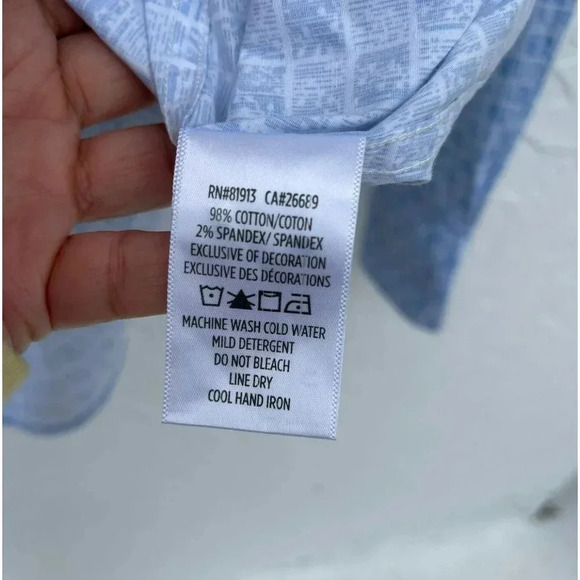 RN#81913 CA#26689
98% COTTON/COTON
2% SPANDEX/ SPANDEX
EXCLUSIVE OF DECORATION
EXCLUSIVE DES DÉCORATIONS
MACHINE WASH COLD WATER
MILD DETERGENT
DO NOT BLEACH
LINE DRY
COOL HAND IRON